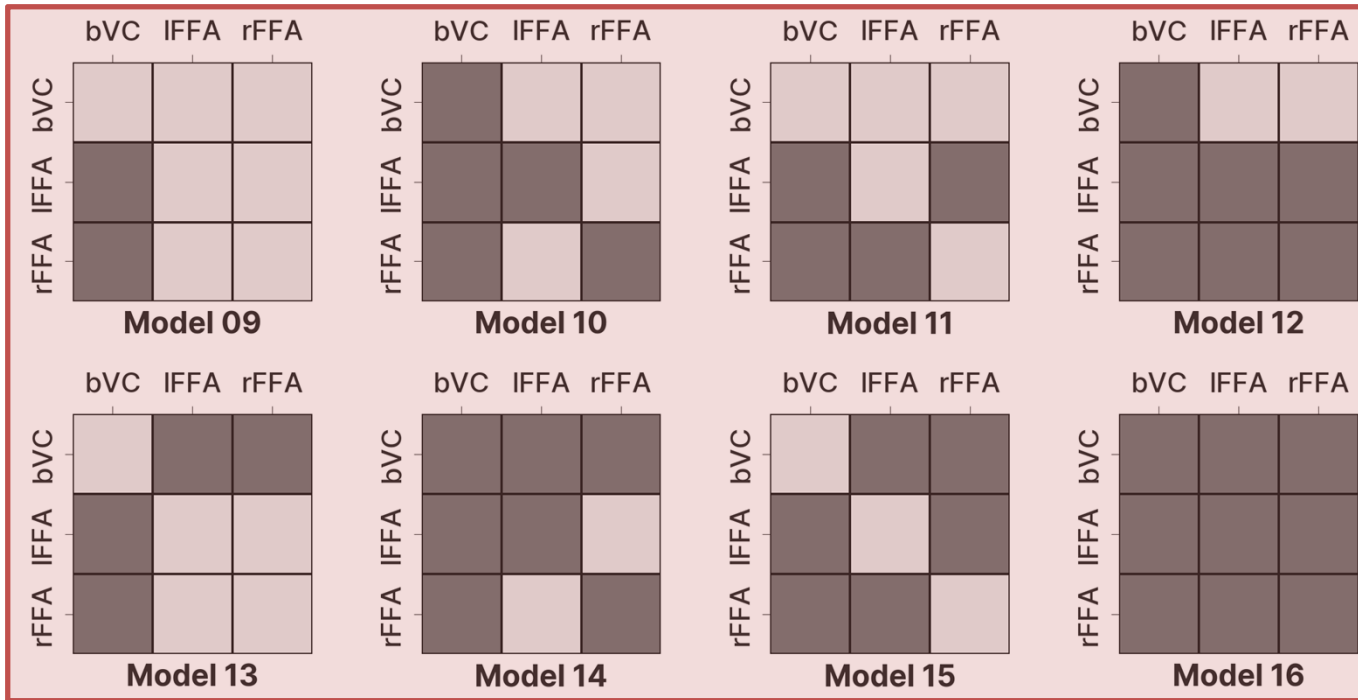 bVC lFFA rFFA bVC lFFA rFFA bVC lFFA rFFA bVC lFFA rFFA
bVC bVC bVC bVC
lFFA lFFA lFFA lFFA
rFFA rFFA rFFA rFFA
Model 09 Model 10 Model 11 Model 12
bVC lFFA rFFA bVC lFFA rFFA bVC lFFA rFFA bVC lFFA rFFA
bVC bVC bVC bVC
lFFA lFFA lFFA lFFA
rFFA rFFA rFFA rFFA
Model 13 Model 14 Model 15 Model 16